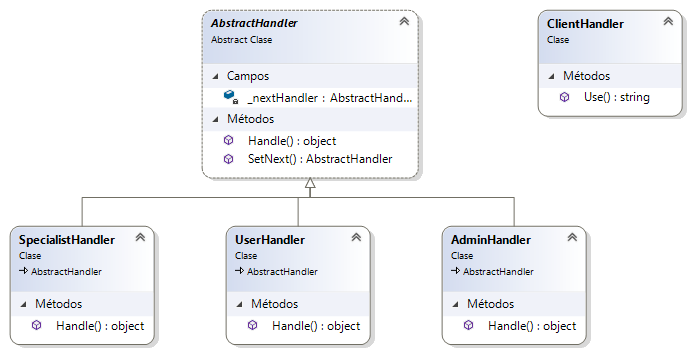 AbstractHandler
Abstract Clase
Campos
_nextHandler : AbstractHand...
Métodos
Handle() : object
SetNext() : AbstractHandler
ClientHandler
Clase
Métodos
Use() : string
SpecialistHandler
Clase
AbstractHandler
Métodos
Handle() : object
UserHandler
Clase
AbstractHandler
Métodos
Handle() : object
AdminHandler
Clase
AbstractHandler
Métodos
Handle() : object